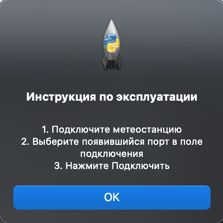 Инструкция по эксплуатации
1. Подключите метеостанцию
2. Выберите появившийся порт в поле
подключения
3. Нажмите Подключить
OK